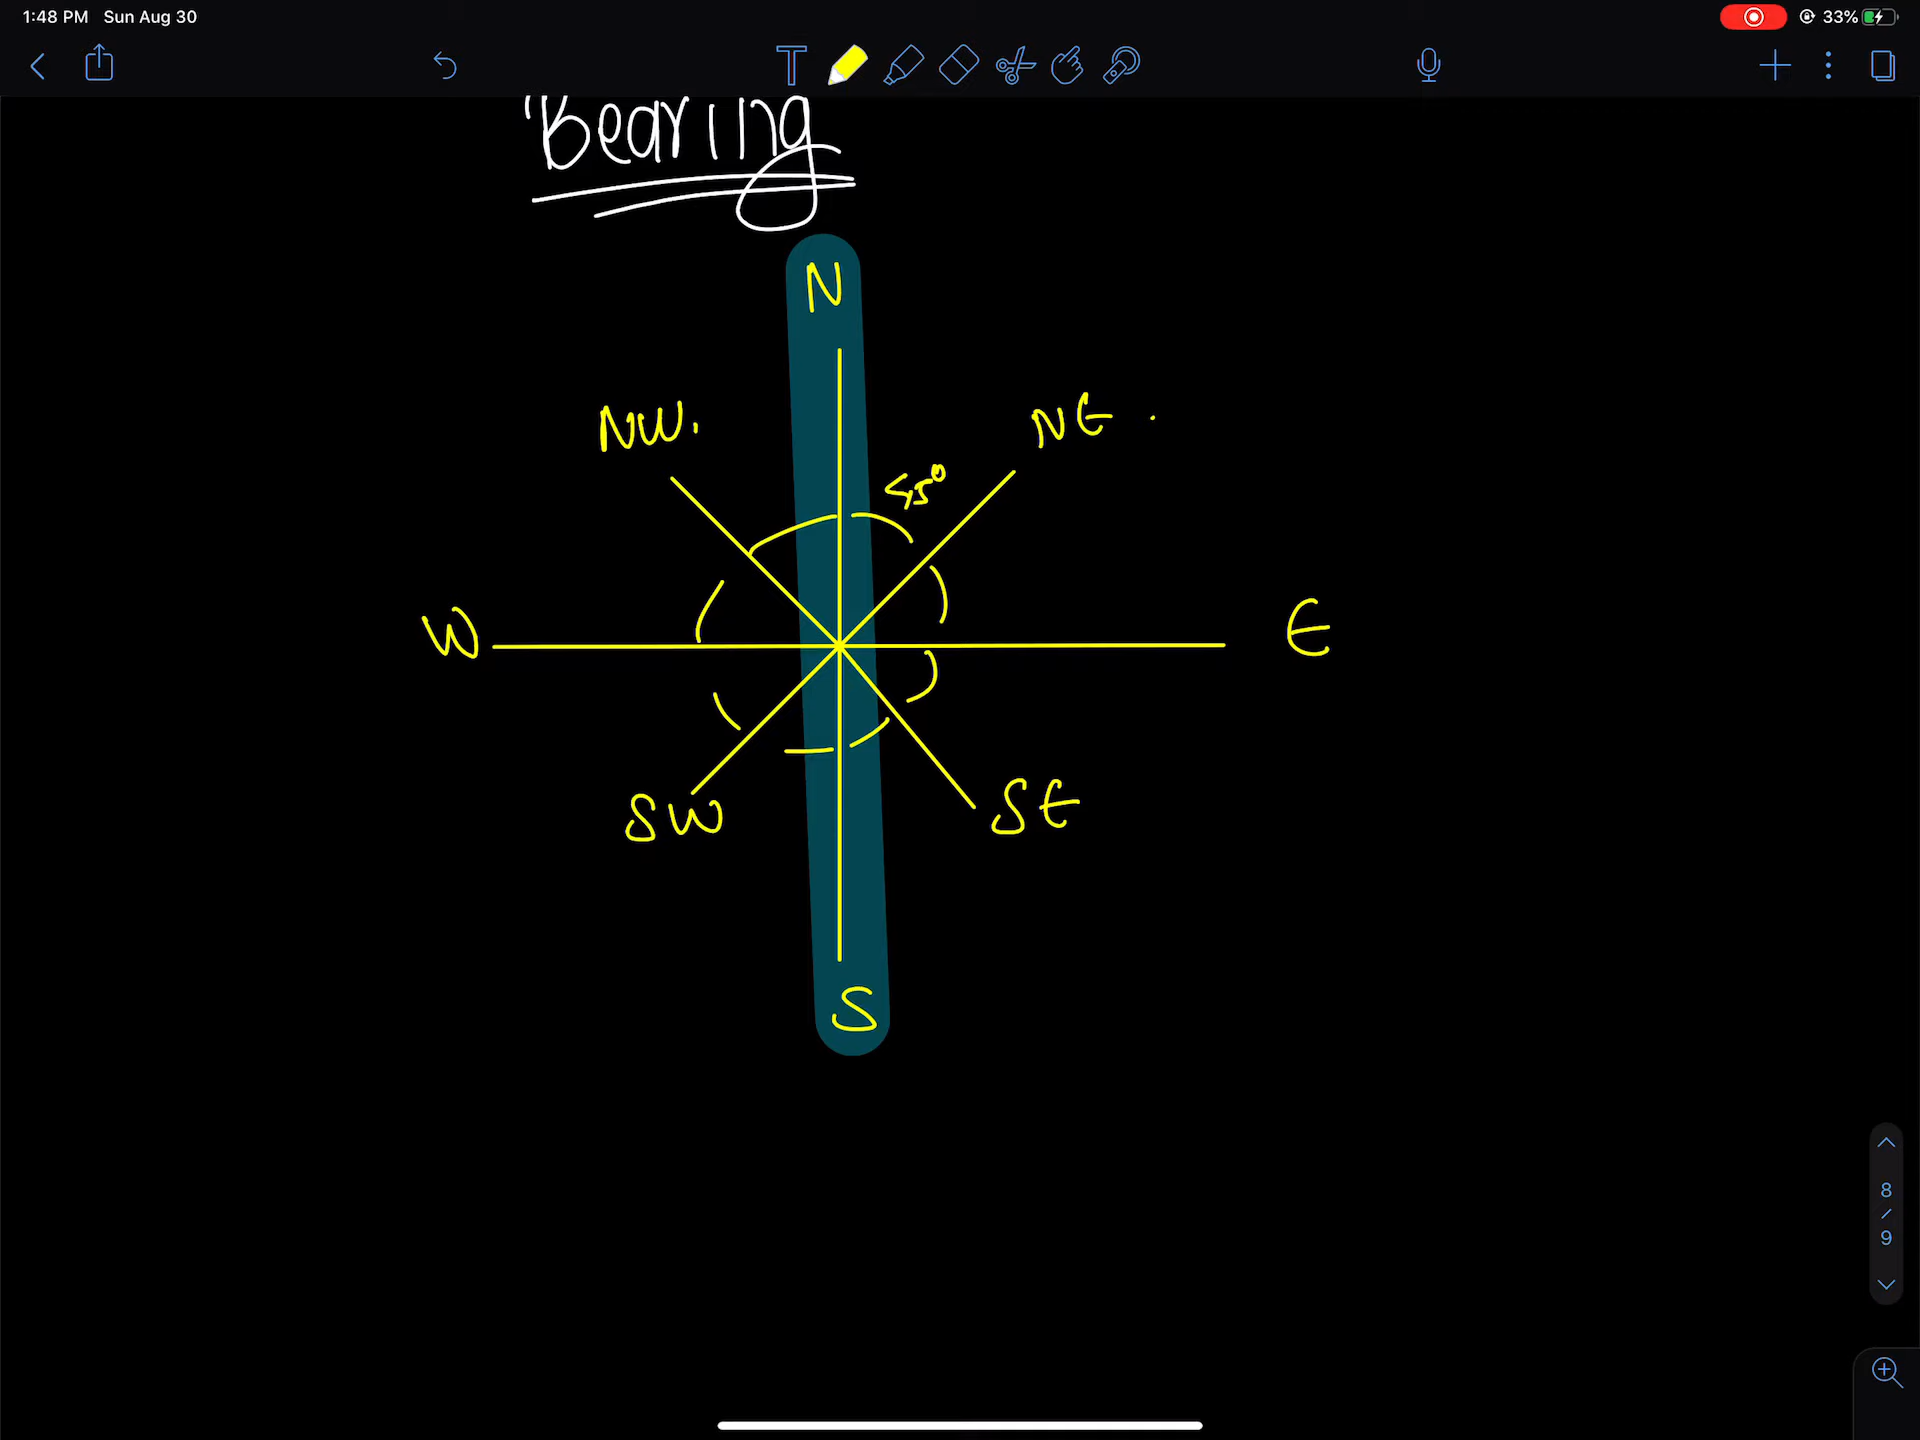 1:48 PM Sun Aug 30
33%
Bearing
N
NW.
NE .
45°
W
E
SW
SE
S
8
/
9